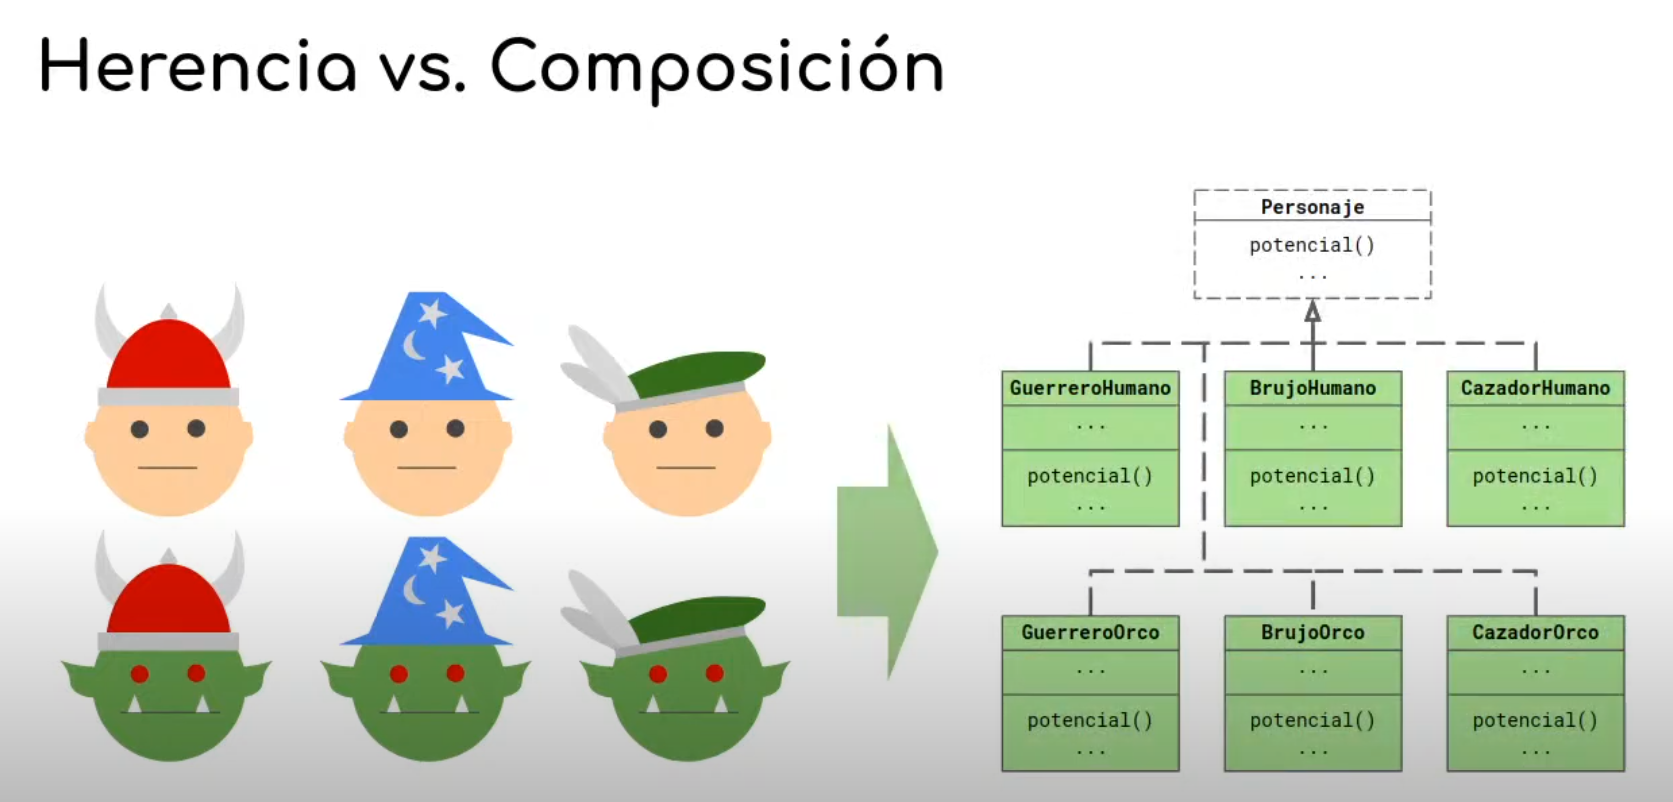 Herencia vs. Composición
Personaje
potencial()
...
GuerreroHumano
...
potencial()
...
BrujoHumano
...
potencial()
...
CazadorHumano
...
potencial()
...
GuerreroOrco
...
potencial()
...
BrujoOrco
...
potencial()
...
CazadorOrco
...
potencial()
...